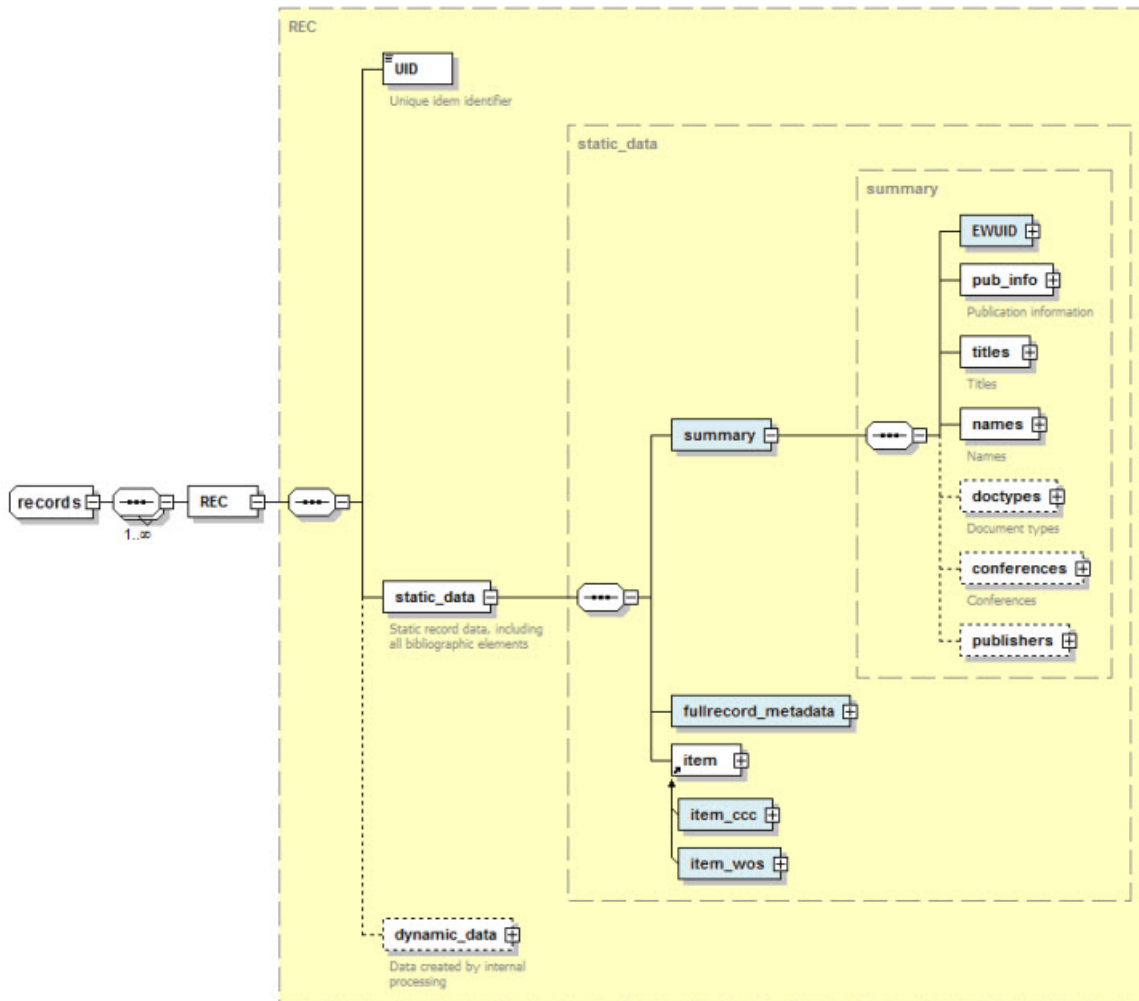 REC
UID
Unique idem identifier
static_data
summary
EWUID
pub_info
Publication information
titles
Titles
summary
names
Names
records
1..∞
REC
doctypes
Document types
conferences
Conferences
static_data
Static record data, including
all bibliographic elements
publishers
fullrecord_metadata
item
item_ccc
item_wos
dynamic_data
Data created by internal
processing